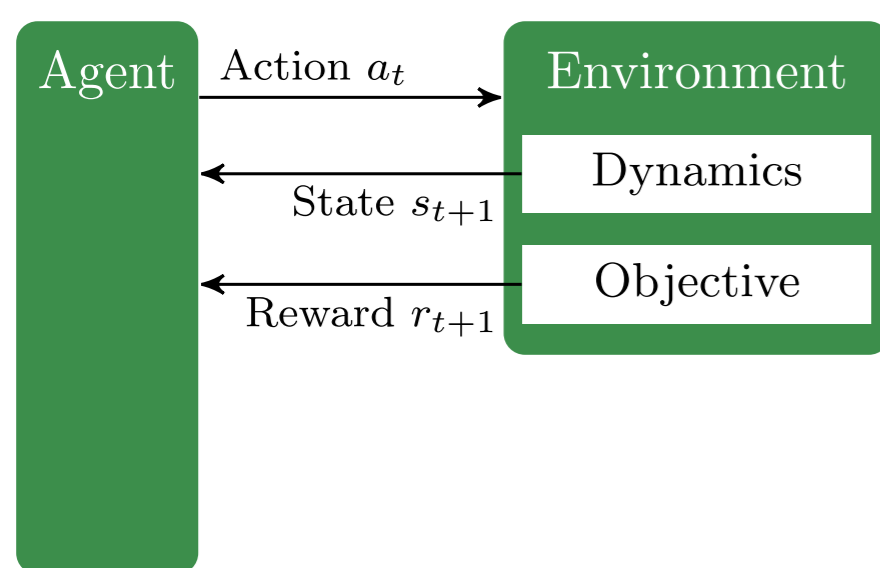 Agent
Action a_t
Environment
Dynamics
State s_{t+1}
Objective
Reward r_{t+1}